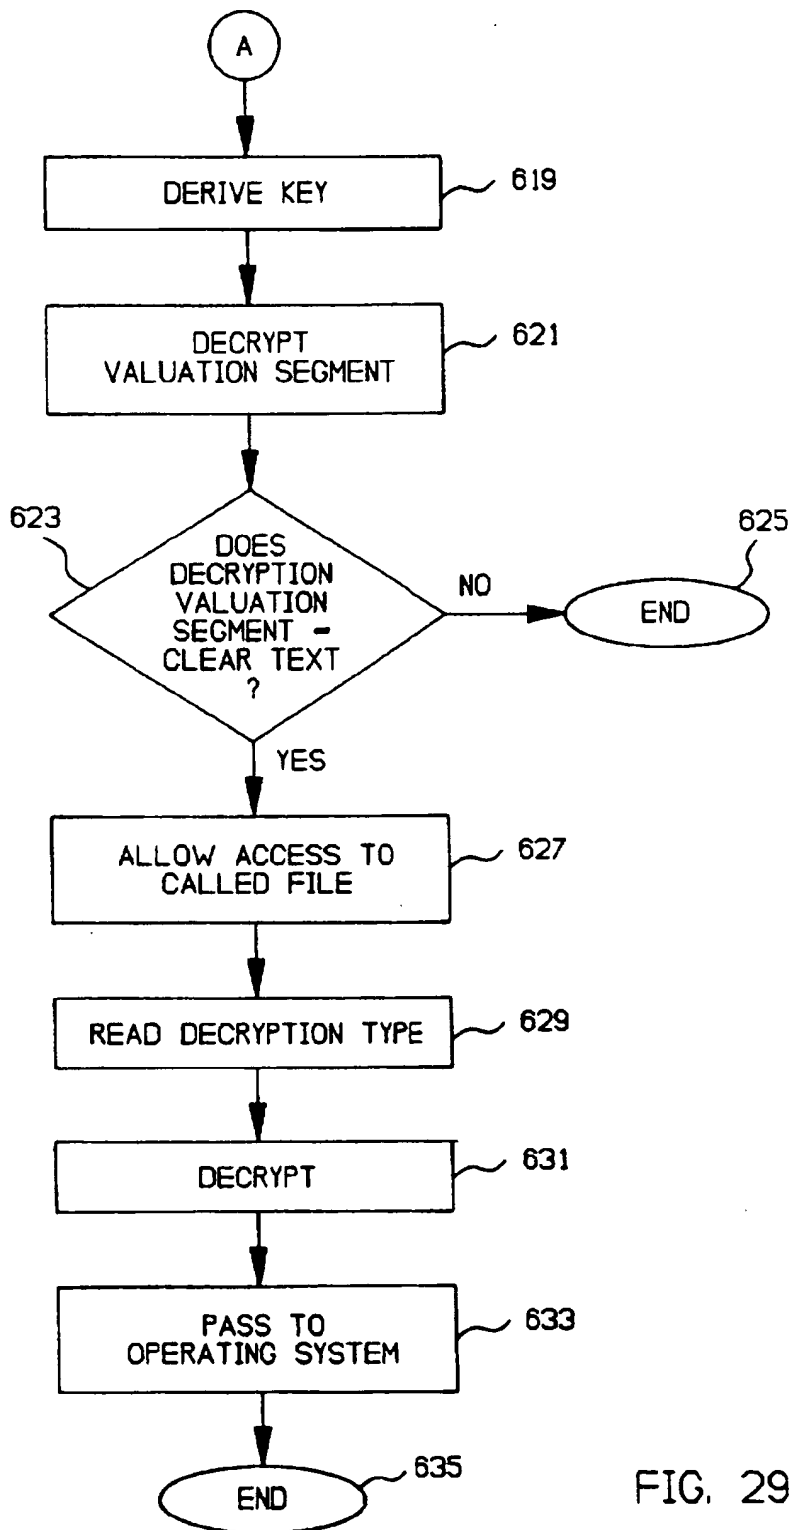 A
DERIVE KEY
619
DECRYPT
VALUATION SEGMENT
621
623
DOES
DECRYPTION
VALUATION
SEGMENT -
CLEAR TEXT
?
NO
625
END
YES
ALLOW ACCESS TO
CALLED FILE
627
READ DECRYPTION TYPE
629
DECRYPT
631
PASS TO
OPERATING SYSTEM
633
END
635
FIG. 29